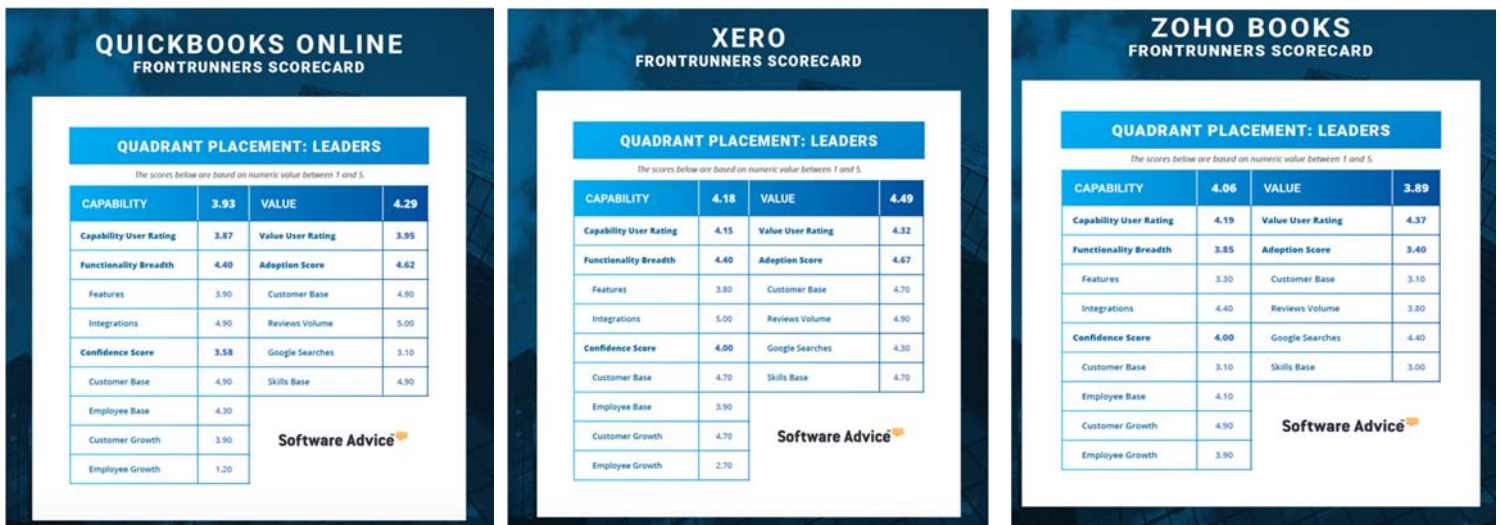 QUICKBOOKS ONLINE
FRONTRUNNERS SCORECARD
QUADRANT PLACEMENT: LEADERS
The scores below are based on numeric value between 1 and 5.
CAPABILITY 3.93 VALUE 4.29
Capability User Rating 3.87 Value User Rating 3.95
Functionality Breadth 4.40 Adoption Score 4.62
Features 3.90 Customer Base 4.90
Integrations 4.90 Reviews Volume 5.00
Confidence Score 3.58 Google Searches 3.10
Customer Base 4.90 Skills Base 4.90
Employee Base 4.30
Customer Growth 3.90
Employee Growth 1.20
Software Advice
XERO
FRONTRUNNERS SCORECARD
QUADRANT PLACEMENT: LEADERS
The scores below are based on numeric value between 1 and 5.
CAPABILITY 4.18 VALUE 4.49
Capability User Rating 4.15 Value User Rating 4.32
Functionality Breadth 4.40 Adoption Score 4.67
Features 3.80 Customer Base 4.70
Integrations 5.00 Reviews Volume 4.90
Confidence Score 4.00 Google Searches 4.30
Customer Base 4.70 Skills Base 4.70
Employee Base 3.90
Customer Growth 4.70
Employee Growth 2.70
Software Advice
ZOHO BOOKS
FRONTRUNNERS SCORECARD
QUADRANT PLACEMENT: LEADERS
The scores below are based on numeric value between 1 and 5.
CAPABILITY 4.06 VALUE 3.89
Capability User Rating 4.19 Value User Rating 4.37
Functionality Breadth 3.85 Adoption Score 3.40
Features 3.30 Customer Base 3.10
Integrations 4.40 Reviews Volume 3.80
Confidence Score 4.00 Google Searches 4.40
Customer Base 3.10 Skills Base 3.00
Employee Base 4.10
Customer Growth 4.90
Employee Growth 3.90
Software Advice